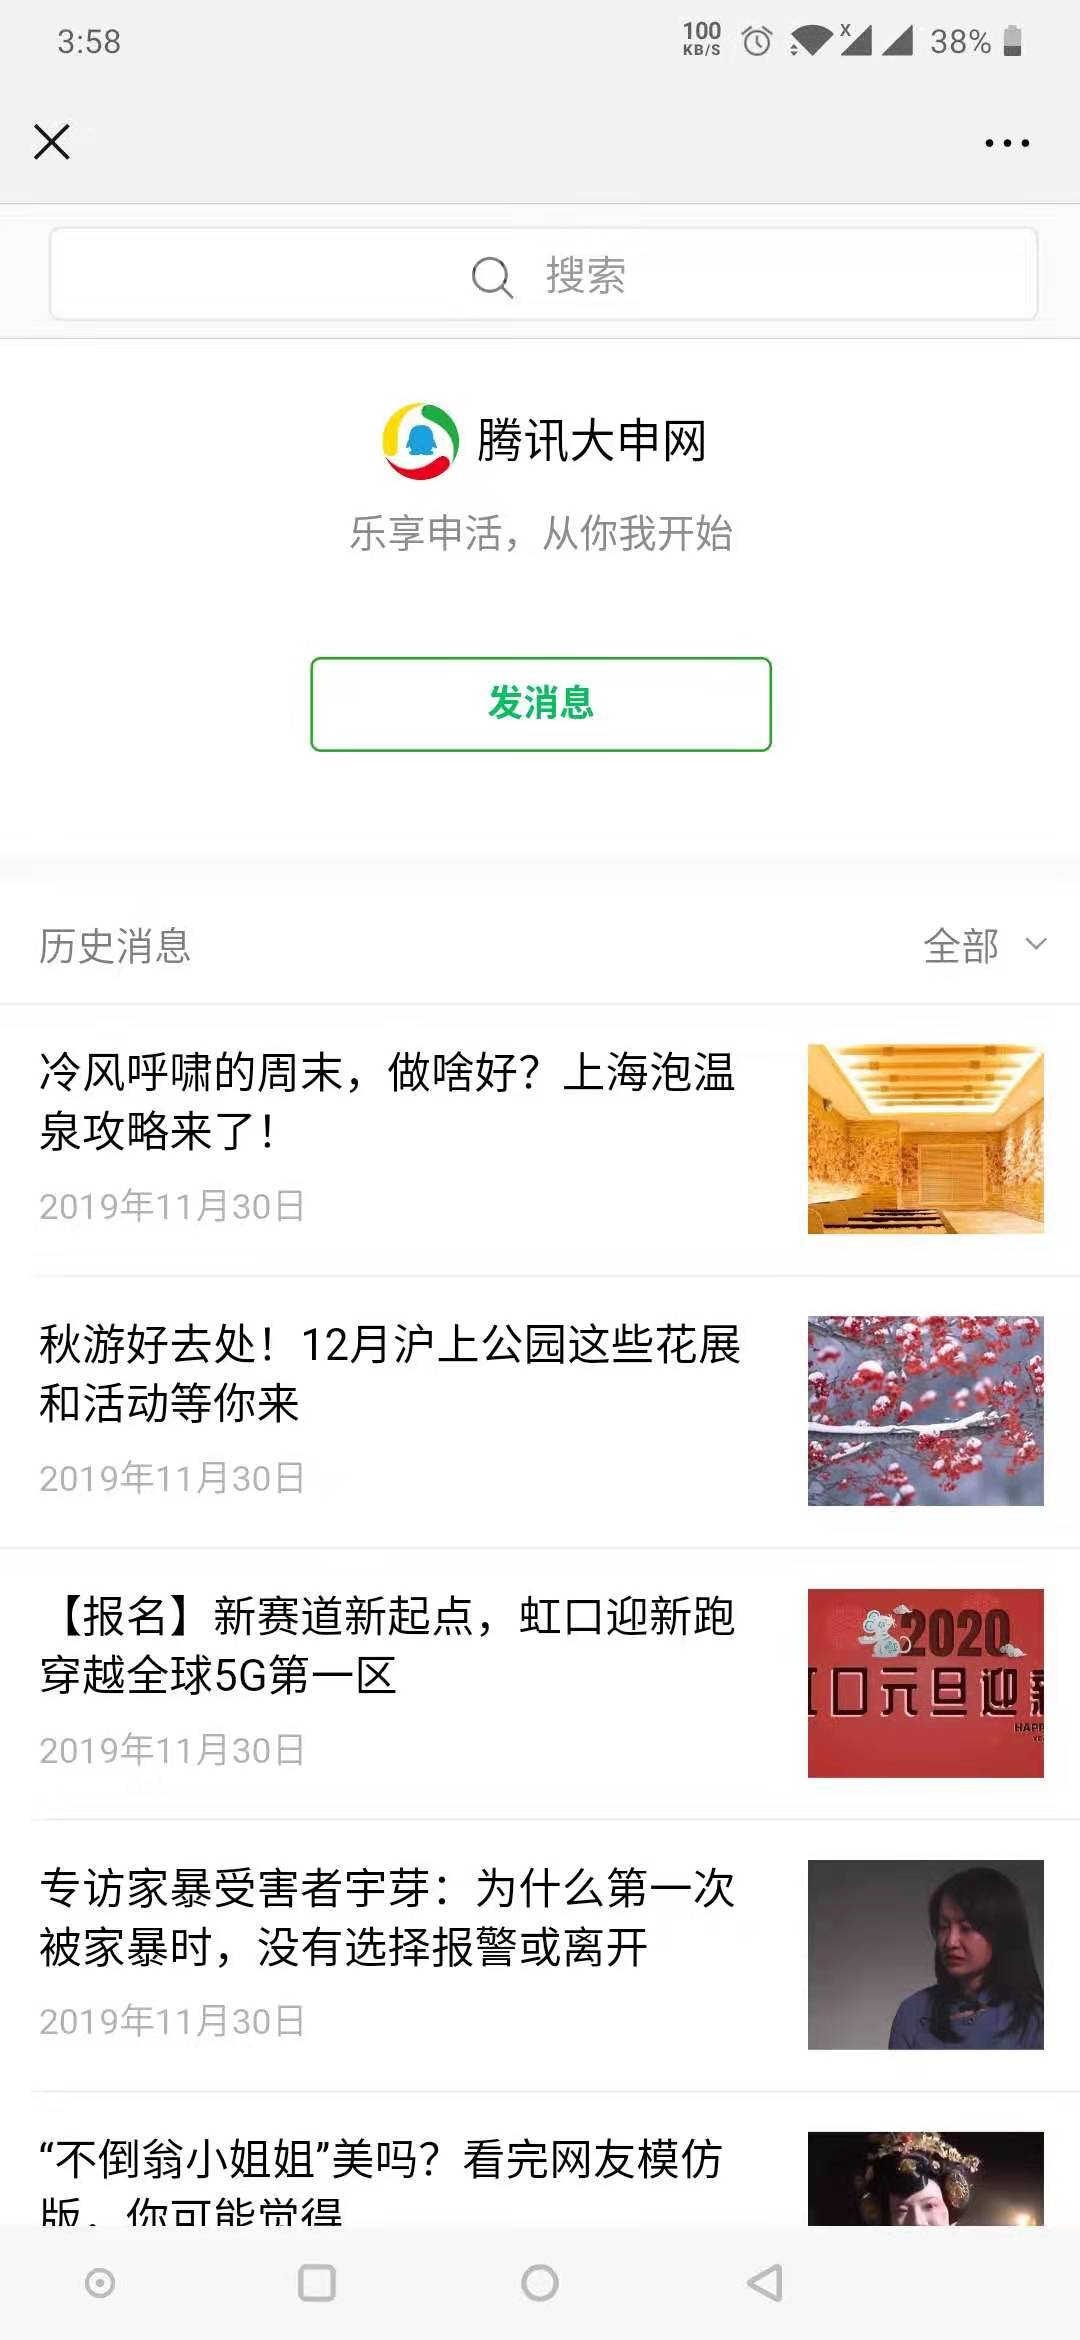 3:58
100
KB/S
X
38%
搜索
腾讯大申网
乐享申活，从你我开始
发消息
历史消息
全部
冷风呼啸的周末，做啥好？上海泡温
泉攻略来了！
2019年11月30日
秋游好去处！12月沪上公园这些花展
和活动等你来
2019年11月30日
【报名】新赛道新起点，虹口迎新跑
穿越全球5G第一区
2019年11月30日
2020
口元旦迎
专访家暴受害者宇芽：为什么第一次
被家暴时，没有选择报警或离开
2019年11月30日
“不倒翁小姐姐”美吗？看完网友模仿
版，你可能觉得